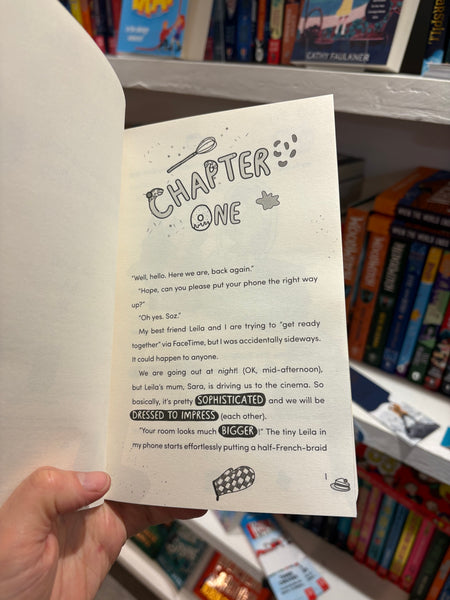 CATHY FAULKNER
CHAPTER
ONE
"Well, hello. Here we are, back again."
"Hope, can you please put your phone the right way
up?"
"Oh yes. Soz."
My best friend Leila and I are trying to "get ready
together" via FaceTime, but I was accidentally sideways.
It could happen to anyone.
We are going out at night! (OK, mid-afternoon),
but Leila's mum, Sara, is driving us to the cinema. So
basically, it's pretty SOPHISTICATED and we will be
DRESSED TO IMPRESS (each other).
"Your room looks much BIGGER!" The tiny Leila in
my phone starts effortlessly putting a half-French-braid
1